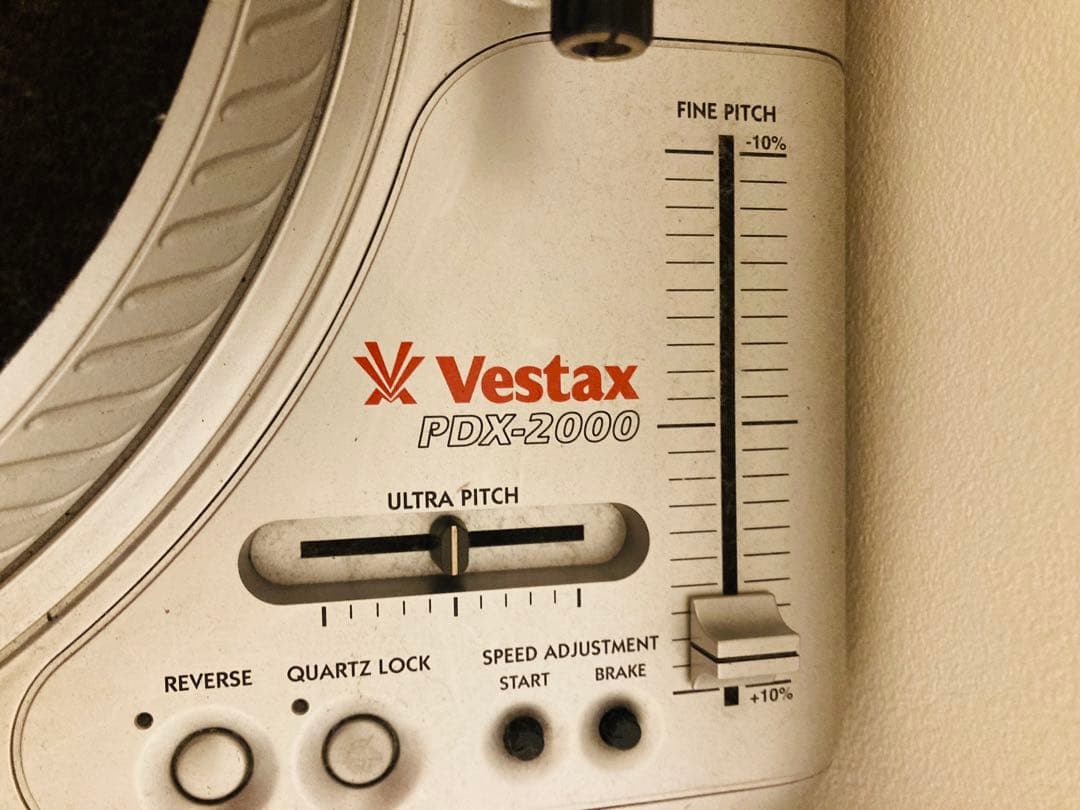 FINE PITCH
-10%
Vestax
PDX-2000
ULTRA PITCH
SPEED ADJUSTMENT
REVERSE
QUARTZ LOCK
START
BRAKE
+10%